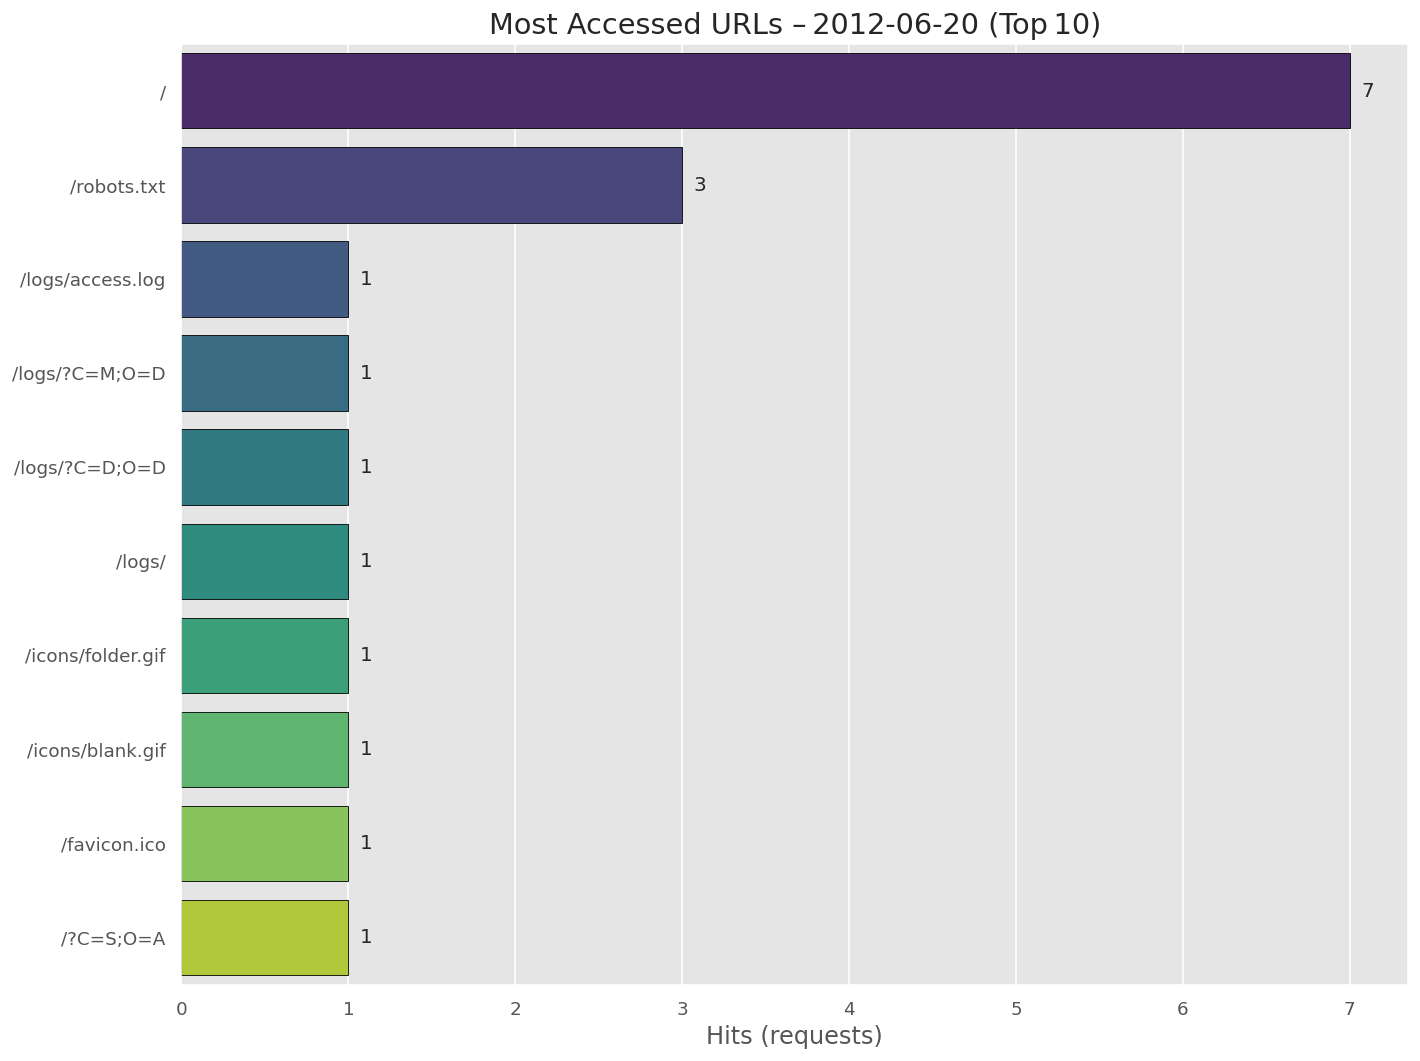 Most Accessed URLs – 2012-06-20 (Top 10)
/
7
/robots.txt
3
/logs/access.log
1
/logs/?C=M;O=D
1
/logs/?C=D;O=D
1
/logs/
1
/icons/folder.gif
1
/icons/blank.gif
1
/favicon.ico
1
/?C=S;O=A
1
0 1 2 3 4 5 6 7
Hits (requests)